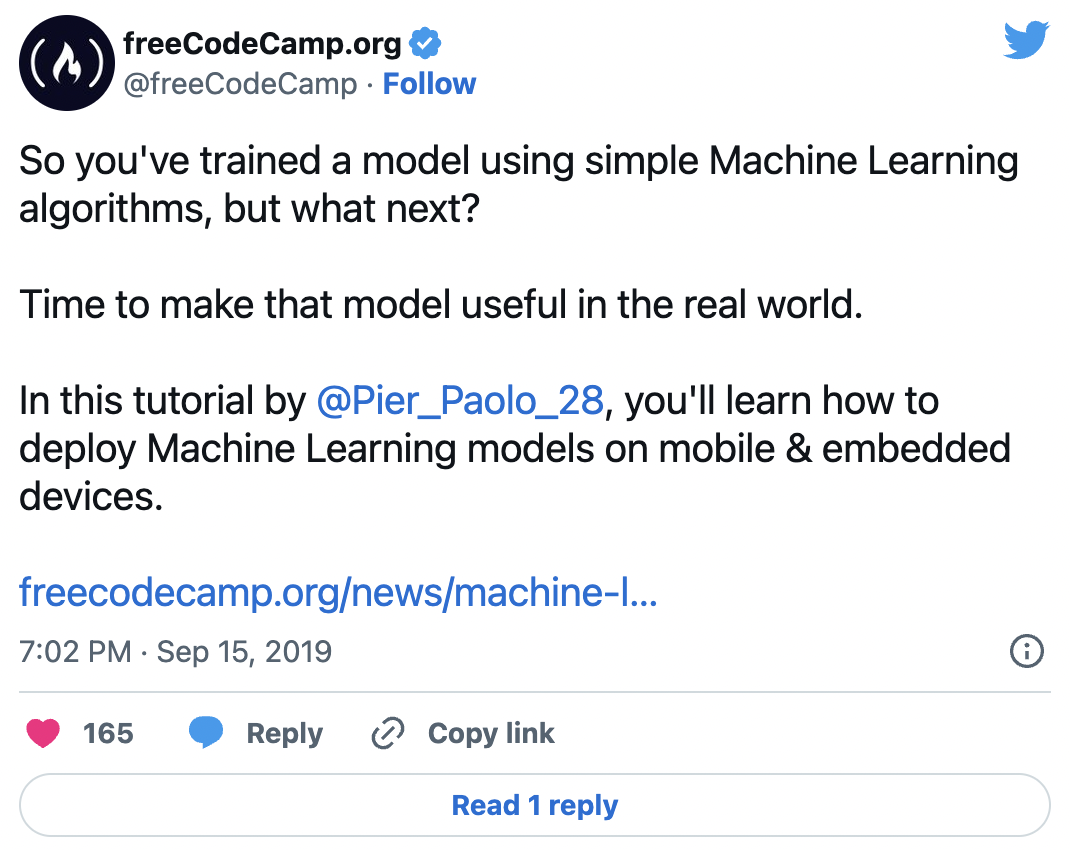 freeCodeCamp.org
@freeCodeCamp · Follow
So you've trained a model using simple Machine Learning
algorithms, but what next?
Time to make that model useful in the real world.
In this tutorial by @Pier_Paolo_28, you'll learn how to
deploy Machine Learning models on mobile & embedded
devices.
freecodecamp.org/news/machine-l...
7:02 PM · Sep 15, 2019
165 Reply Copy link
Read 1 reply